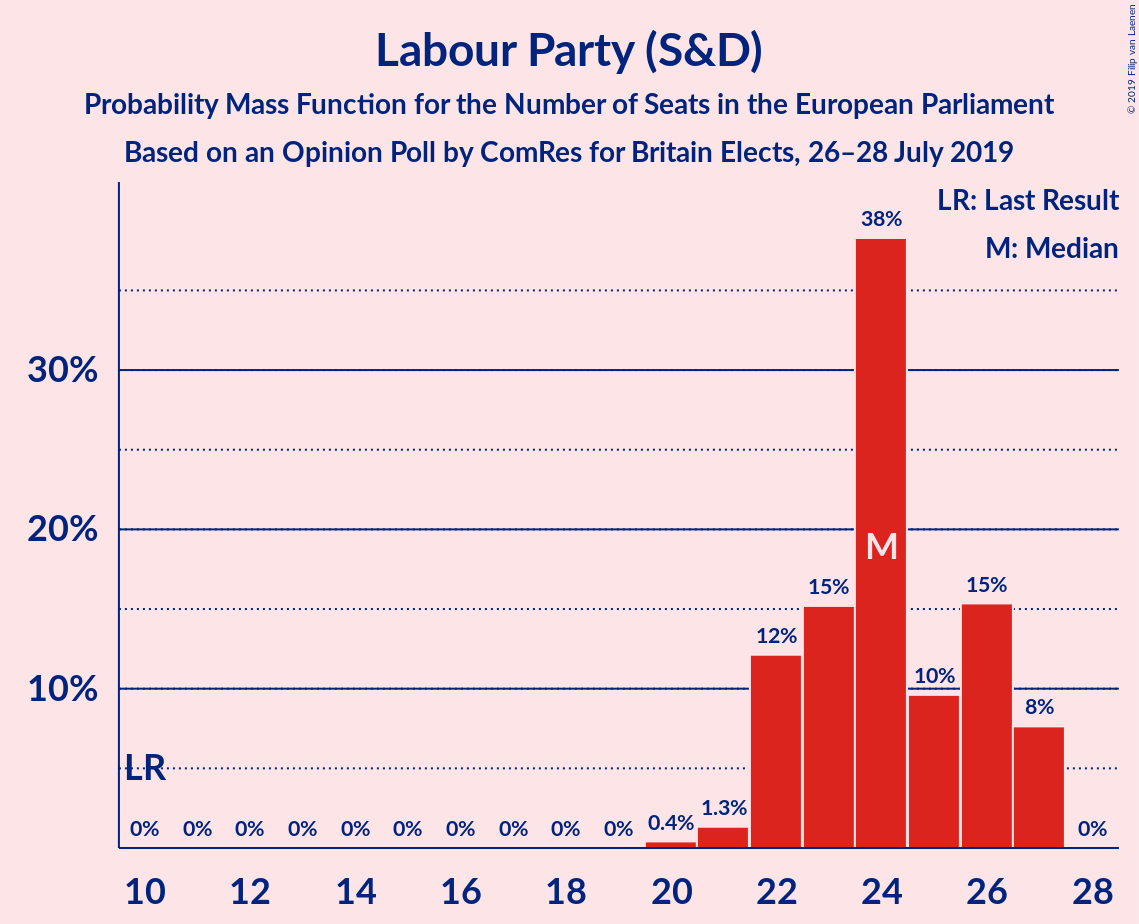 © 2019 Filip van Laenen
Labour Party (S&D)
Probability Mass Function for the Number of Seats in the European Parliament
Based on an Opinion Poll by ComRes for Britain Elects, 26–28 July 2019
LR: Last Result
M: Median
38%
30%
20%
M
15%
15%
12%
10%
10%
8%
LR
1.3%
0.4%
0% 0% 0% 0% 0% 0% 0% 0% 0% 0% 0%
10 12 14 16 18 20 22 24 26 28